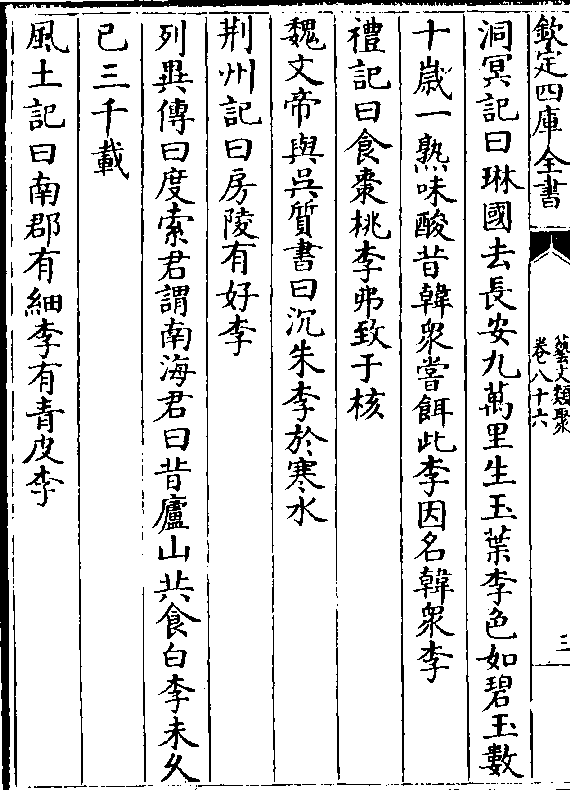 欽定四庫全書
藝文類聚
卷八十六
三
洞冥記曰琳國去長安九萬里生玉葉李色如碧玉數
十歲一熟味酸昔韓衆嘗餌此李因名韓衆李
禮記曰食棗桃李弗致于核
魏文帝與吳質書曰沉朱李於寒水
荆州記曰房陵有好李
列異傳曰度索君謂南海君曰昔廬山共食白李未久
已三千載
風土記曰南郡有細李有青皮李